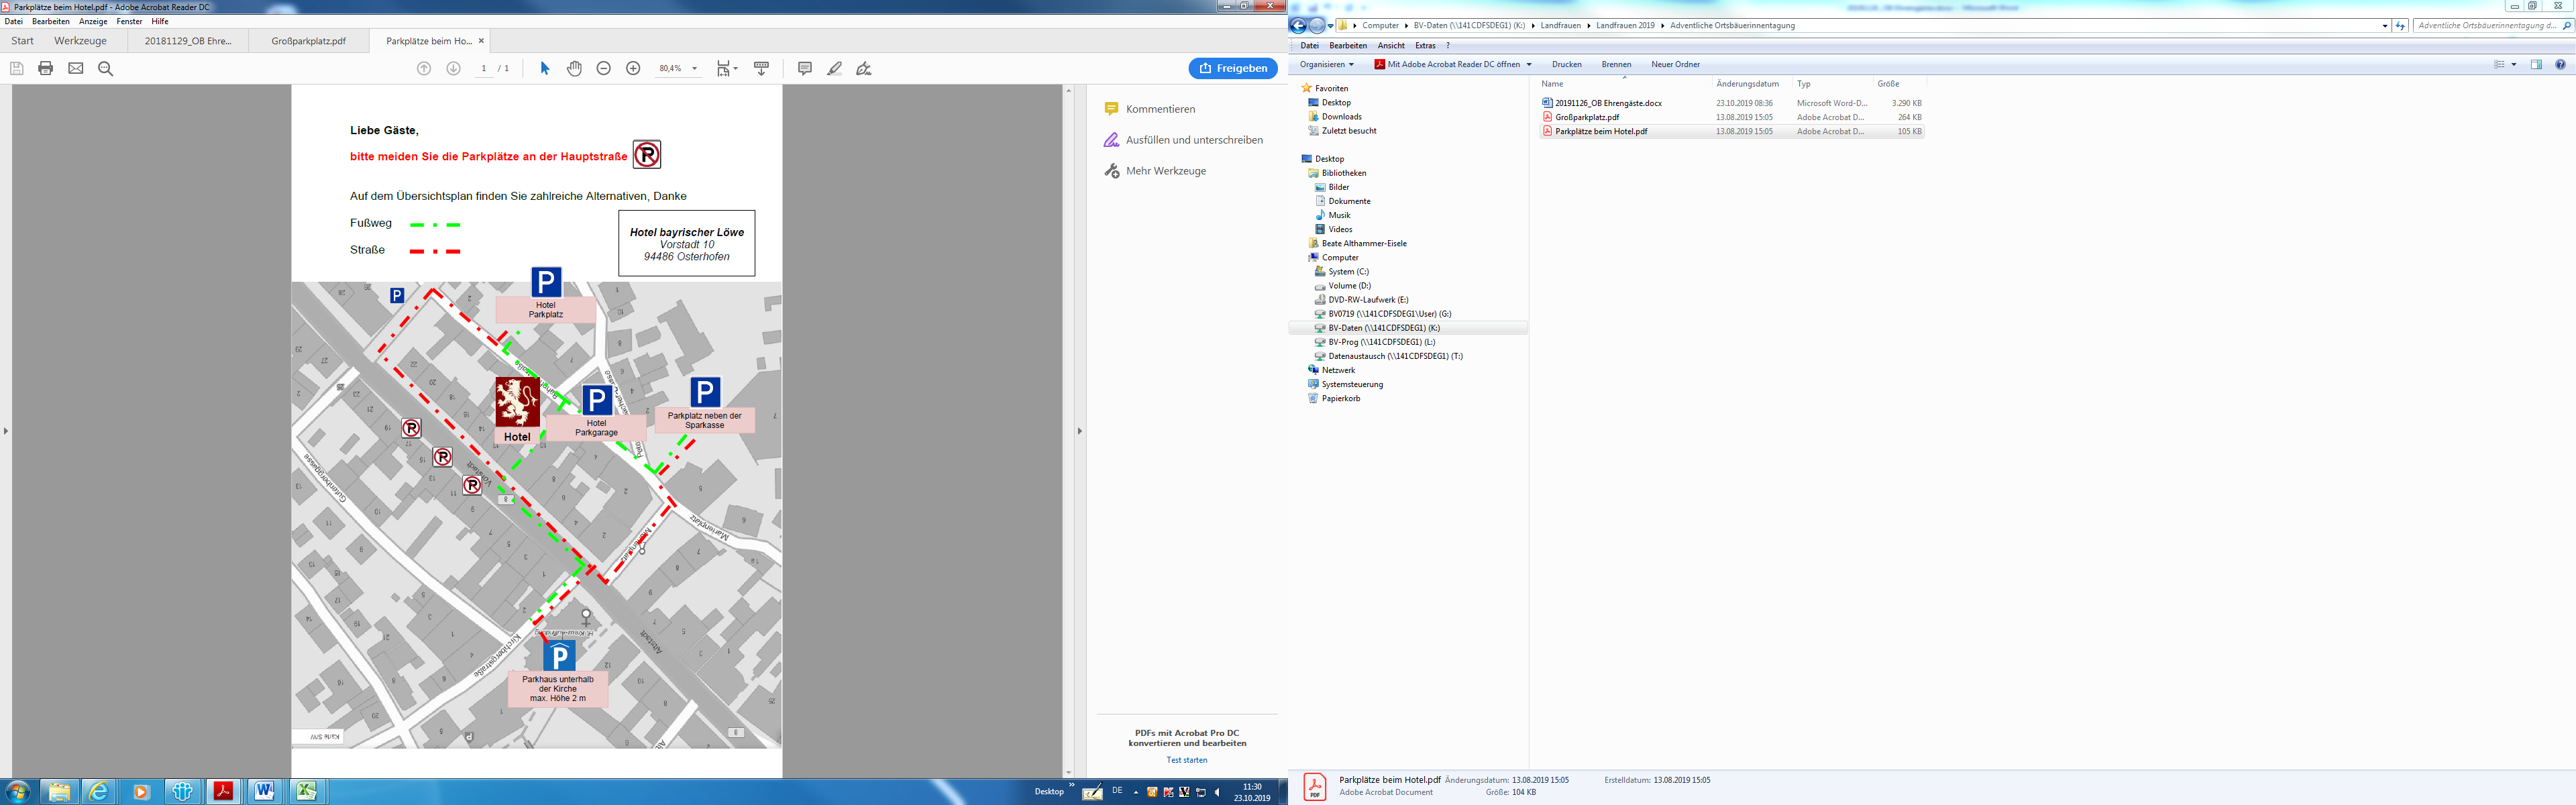 Parkplätze beim Hotel.pdf - Adobe Acrobat Reader DC
Datei Bearbeiten Anzeige Fenster Hilfe
Start Werkzeuge 20181129_OB Ehre... Großparkplatz.pdf Parkplätze beim Ho... ×
1 / 1 80,4% Freigeben
Liebe Gäste,
bitte meiden Sie die Parkplätze an der Hauptstraße
Auf dem Übersichtsplan finden Sie zahlreiche Alternativen, Danke
Fußweg
Straße
Hotel bayrischer Löwe
Vorstadt 10
94486 Osterhofen
P
Hotel
Parkplatz
P
Hotel
P
Hotel
Parkgarage
P
Parkplatz neben der
Sparkasse
Gutenberggasse
Marienplatz
Marienplatz
Altstadt
Kirchbergstraße
P
Parkhaus unterhalb
der Kirche
max. Höhe 2 m
Karte S/W
Kommentieren
Ausfüllen und unterschreiben
Mehr Werkzeuge
PDFs mit Acrobat Pro DC
konvertieren und bearbeiten
Test starten
Desktop » DE 11:30
23.10.2019
Computer BV-Daten (\\141CDFSDEG1) (K:) Landfrauen Landfrauen 2019 Adventliche Ortsbäuerinnentagung
Adventliche Ortsbäuerinnentagung d...
Datei Bearbeiten Ansicht Extras ?
Organisieren Mit Adobe Acrobat Reader DC öffnen Drucken Brennen Neuer Ordner
Favoriten
Desktop
Downloads
Zuletzt besucht
Desktop
Bibliotheken
Bilder
Dokumente
Musik
Videos
Beate Althammer-Eisele
Computer
System (C:)
Volume (D:)
DVD-RW-Laufwerk (E:)
BV0719 (\\141CDFSDEG1\User) (G:)
BV-Daten (\\141CDFSDEG1) (K:)
BV-Prog (\\141CDFSDEG1) (L:)
Datenaustausch (\\141CDFSDEG1) (T:)
Netzwerk
Systemsteuerung
Papierkorb
Name Änderungsdatum Typ Größe
20191126_OB Ehrengäste.docx 23.10.2019 08:36 Microsoft Word-D... 3.290 KB
Großparkplatz.pdf 13.08.2019 15:05 Adobe Acrobat D... 264 KB
Parkplätze beim Hotel.pdf 13.08.2019 15:05 Adobe Acrobat D... 105 KB
Parkplätze beim Hotel.pdf Änderungsdatum: 13.08.2019 15:05 Erstelldatum: 13.08.2019 15:05
Adobe Acrobat Document Größe: 104 KB